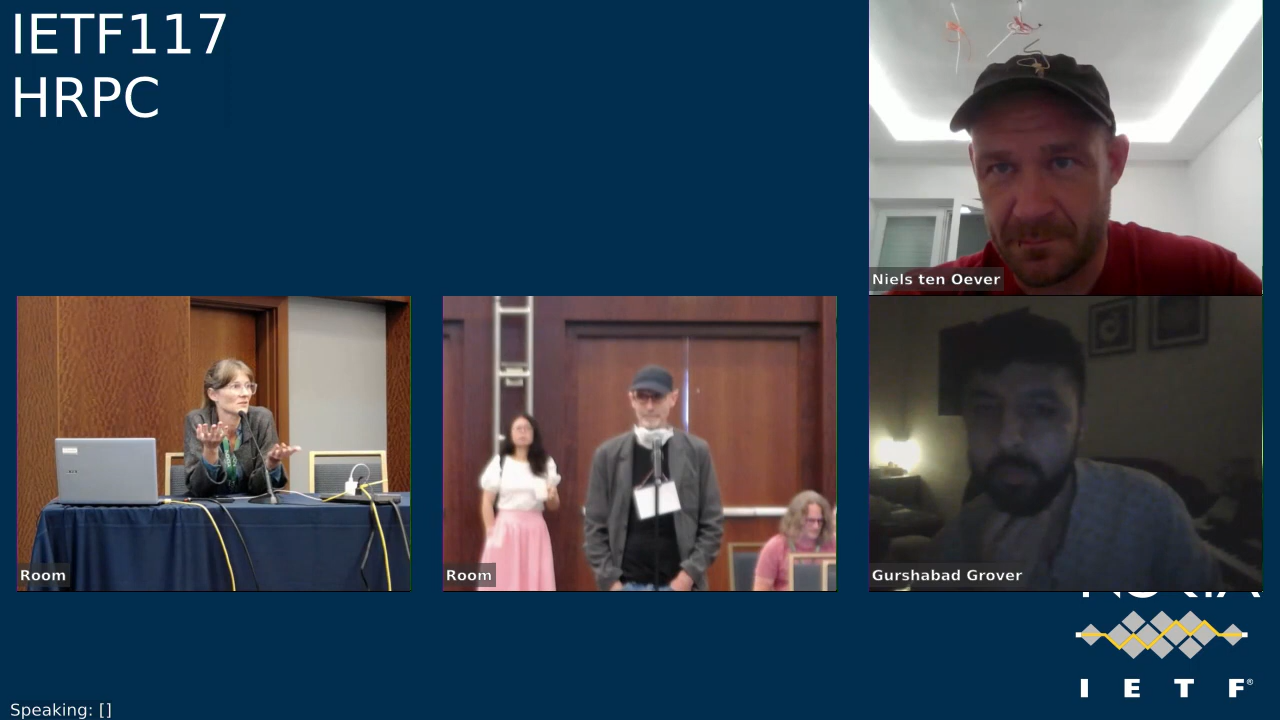 IETF117
HRPC
Niels ten Oever
Room
Room
Gurshabad Grover
I E T F®
Speaking: []